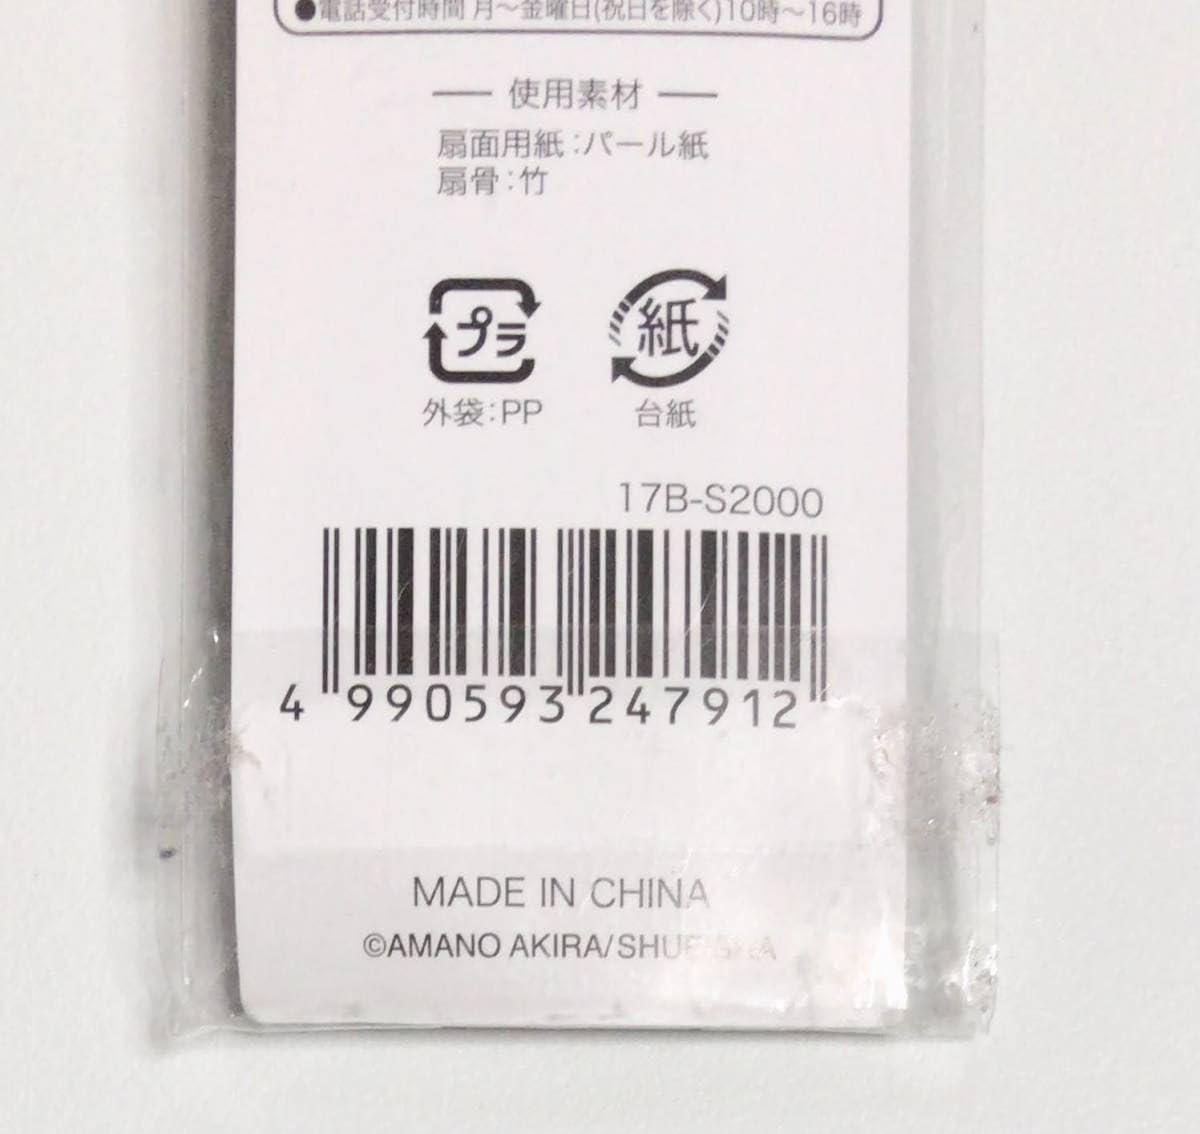 ●電話受付時間 月～金曜日(祝日を除く)10時～16時
使用素材
扇面用紙：パール紙
扇骨：竹
プラ 紙
外袋：PP 台紙
17B-S2000
4 990593 247912
MADE IN CHINA
©AMANO AKIRA/SHUEISHA